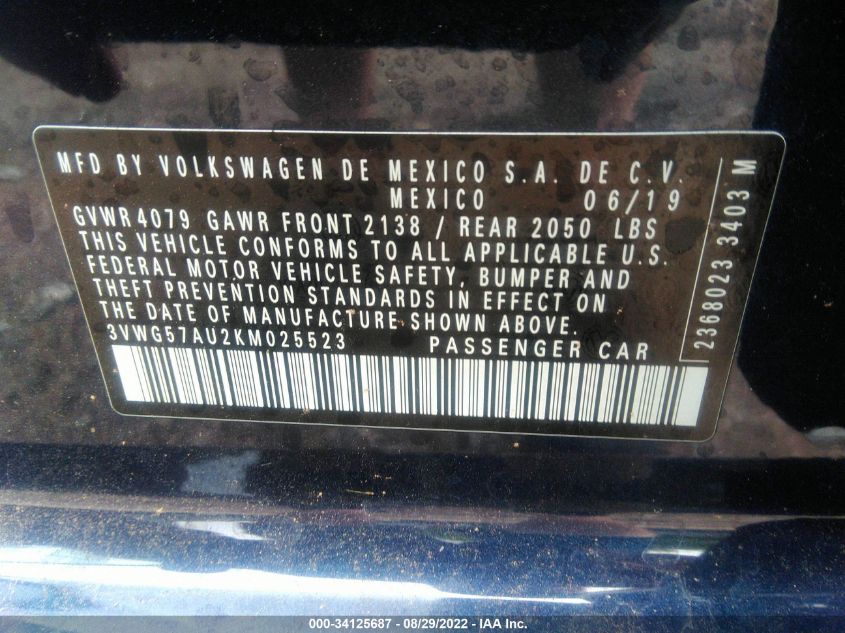 MFD BY VOLKSWAGEN DE MEXICO S.A. DE C.V.
MEXICO 06/19
GVWR 4079 GAWR FRONT 2138 / REAR 2050 LBS
THIS VEHICLE CONFORMS TO ALL APPLICABLE U.S.
FEDERAL MOTOR VEHICLE SAFETY, BUMPER AND
THEFT PREVENTION STANDARDS IN EFFECT ON
THE DATE OF MANUFACTURE SHOWN ABOVE.
3VWG57AU2KM025523 PASSENGER CAR
2368023 3403 M
000-34125687 - 08/29/2022 - IAA Inc.